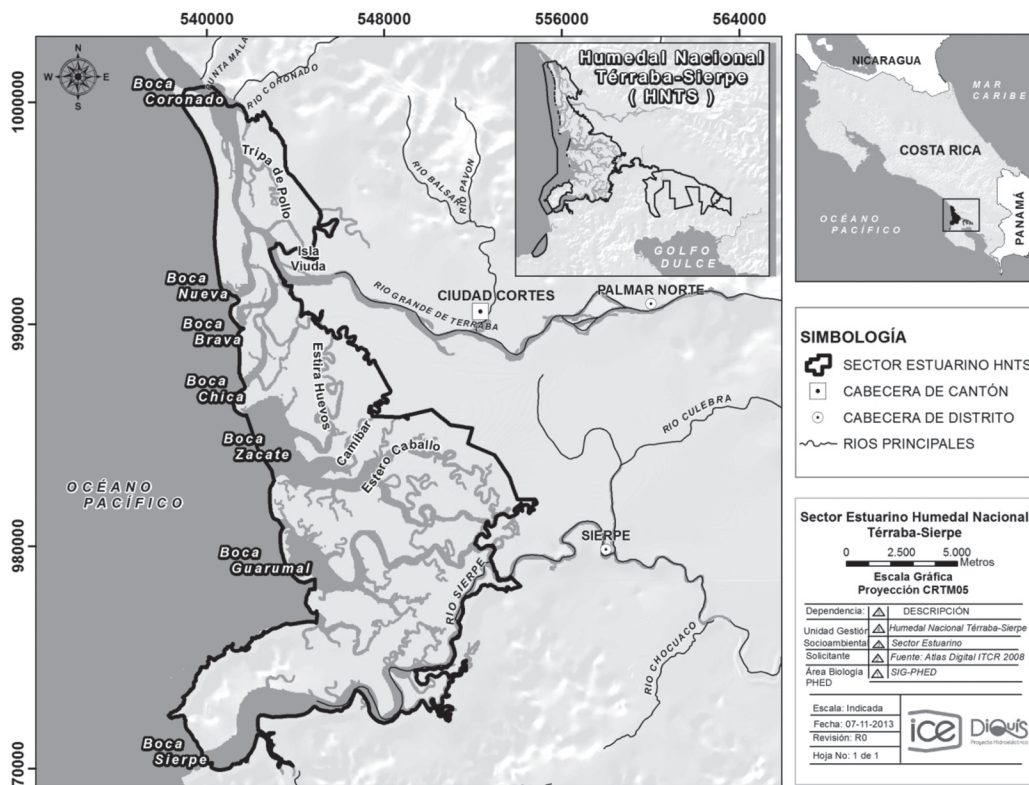 540000
548000
556000
564000
1000000
990000
980000
970000
N
W
E
S
Boca
Coronado
PUNTA MALA
RIO CORONADO
Tripa de Pollo
Isla
Viuda
RIO BALSAR
RIO PAVON
Boca
Nueva
Boca
Brava
Boca
Chica
Boca
Zacate
Boca
Guarumal
Boca
Sierpe
OCÉANO
PACÍFICO
RIO GRANDE DE TERRABA
CIUDAD CORTES
PALMAR NORTE
Estira Huevos
Camibar
Estero Caballo
RIO CULEBRA
SIERPE
RIO SIERPE
RIO CHOCUACO
Humedal Nacional
Térraba-Sierpe
( HNTS )
GOLFO
DULCE
NICARAGUA
MAR
CARIBE
COSTA RICA
OCÉANO
PACÍFICO
PANAMÁ
SIMBOLOGÍA
SECTOR ESTUARINO HNTS
CABECERA DE CANTÓN
CABECERA DE DISTRITO
RIOS PRINCIPALES
Sector Estuarino Humedal Nacional
Térraba-Sierpe
0 2.500 5.000
Metros
Escala Gráfica
Proyección CRTM05
Dependencia: DESCRIPCIÓN
Unidad Gestión Humedal Nacional Térraba-Sierpe
Socioambiental Sector Estuarino
Solicitante Fuente: Atlas Digital ITCR 2008
Área Biología SIG-PHED
PHED
Escala: Indicada
Fecha: 07-11-2013
Revisión: R0
Hoja No: 1 de 1
ice
DiQuís
Proyecto Hidroeléctrico